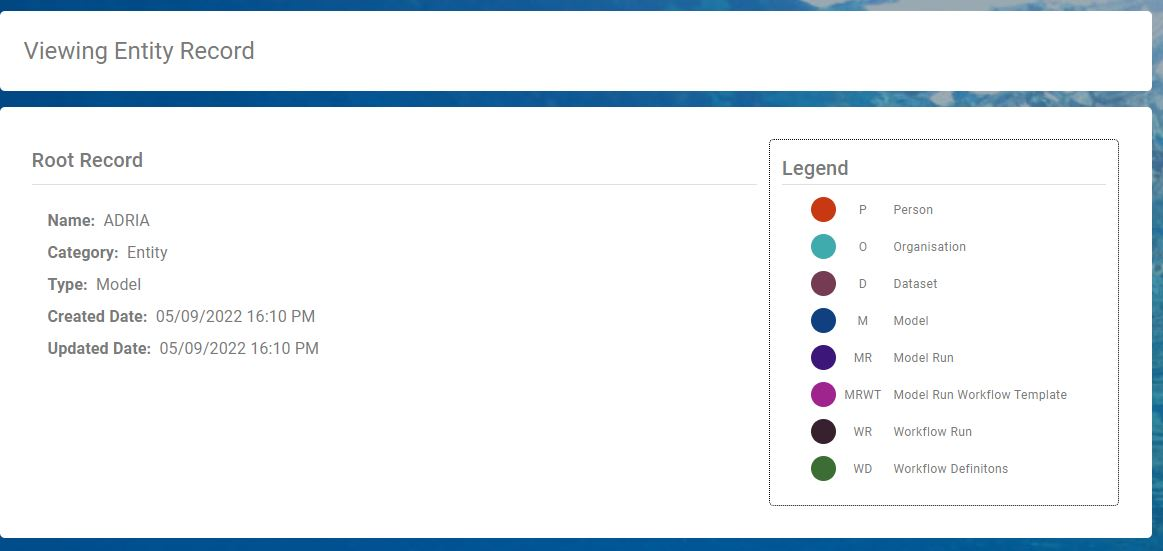 Viewing Entity Record
Root Record
Name: ADRIA
Category: Entity
Type: Model
Created Date: 05/09/2022 16:10 PM
Updated Date: 05/09/2022 16:10 PM
Legend
P Person
O Organisation
D Dataset
M Model
MR Model Run
MRWT Model Run Workflow Template
WR Workflow Run
WD Workflow Definitons